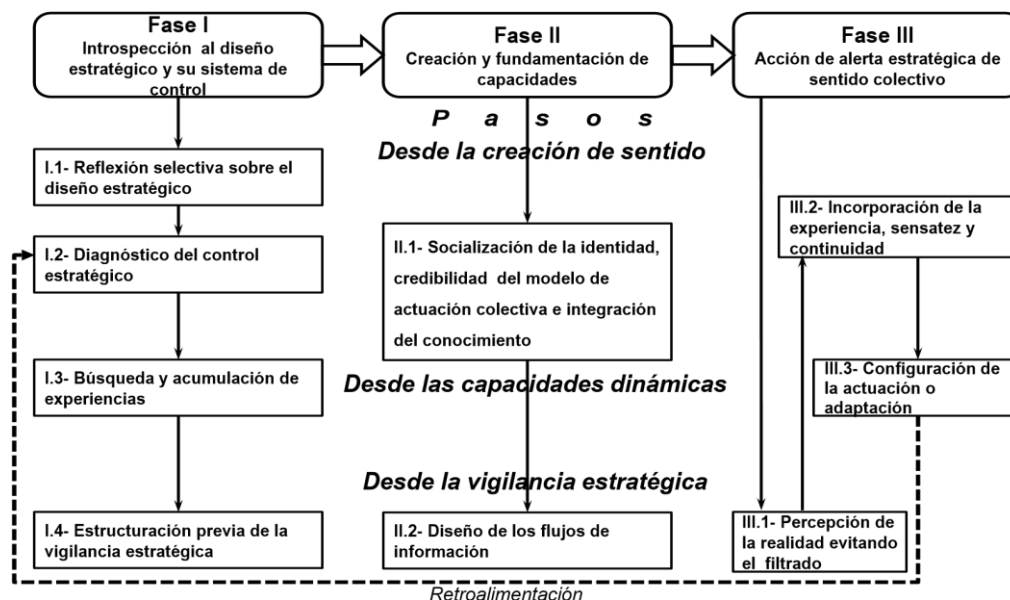 Fase I
Introspección al diseño
estratégico y su sistema de
control
Fase II
Creación y fundamentación de
capacidades
Fase III
Acción de alerta estratégica de
sentido colectivo
P a s o s
Desde la creación de sentido
I.1- Reflexión selectiva sobre el
diseño estratégico
I.2- Diagnóstico del control
estratégico
I.3- Búsqueda y acumulación de
experiencias
I.4- Estructuración previa de la
vigilancia estratégica
II.1- Socialización de la identidad,
credibilidad del modelo de
actuación colectiva e integración
del conocimiento
Desde las capacidades dinámicas
Desde la vigilancia estratégica
II.2- Diseño de los flujos de
información
III.2- Incorporación de la
experiencia, sensatez y
continuidad
III.3- Configuración de
la actuación o
adaptación
III.1- Percepción de
la realidad evitando
el filtrado
Retroalimentación